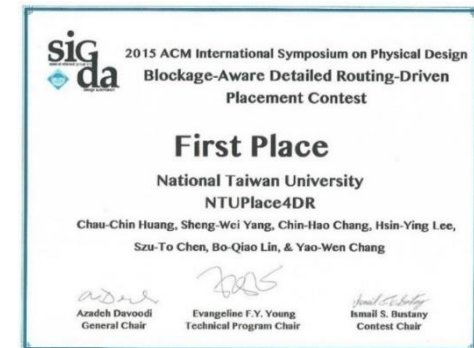 sigda
2015 ACM International Symposium on Physical Design
Blockage-Aware Detailed Routing-Driven
Placement Contest
First Place
National Taiwan University
NTUPlace4DR
Chau-Chin Huang, Sheng-Wei Yang, Chin-Hao Chang, Hsin-Ying Lee,
Szu-To Chen, Bo-Qiao Lin, & Yao-Wen Chang
Azadeh Davoodi
General Chair
Evangeline F.Y. Young
Technical Program Chair
Ismail S. Bustany
Contest Chair